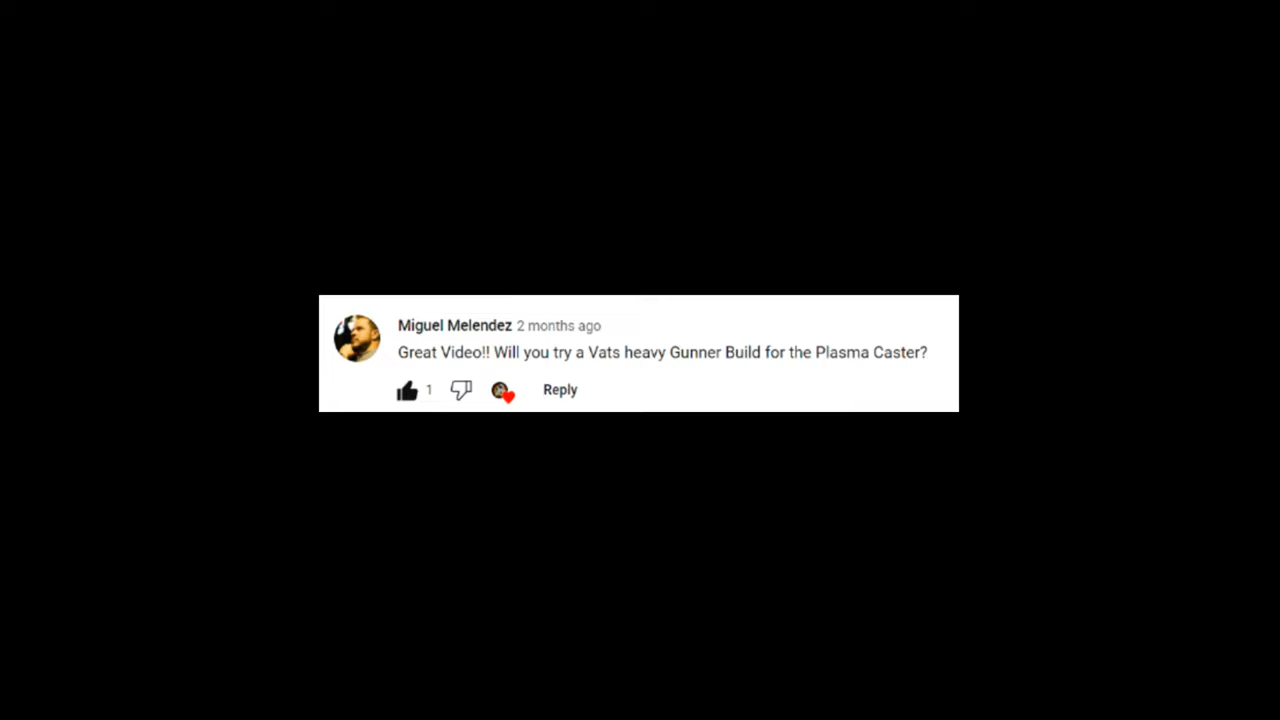 Miguel Melendez 2 months ago
Great Video!! Will you try a Vats heavy Gunner Build for the Plasma Caster?
1 Reply